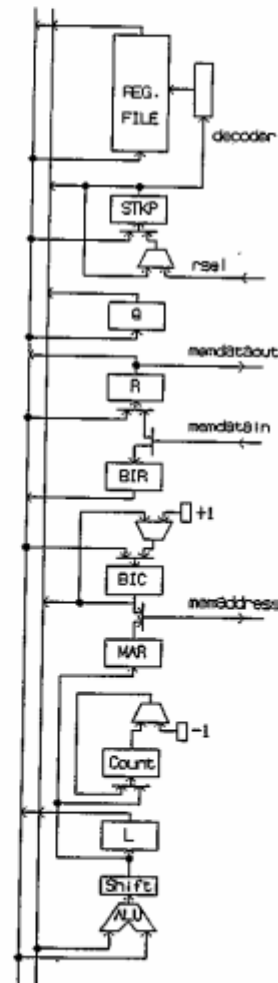 REG.
FILE
decoder
STKP
rsel
Q
memdataout
R
memdatain
BIR
+1
BIC
memaddress
MAR
-1
Count
L
Shift
ALU